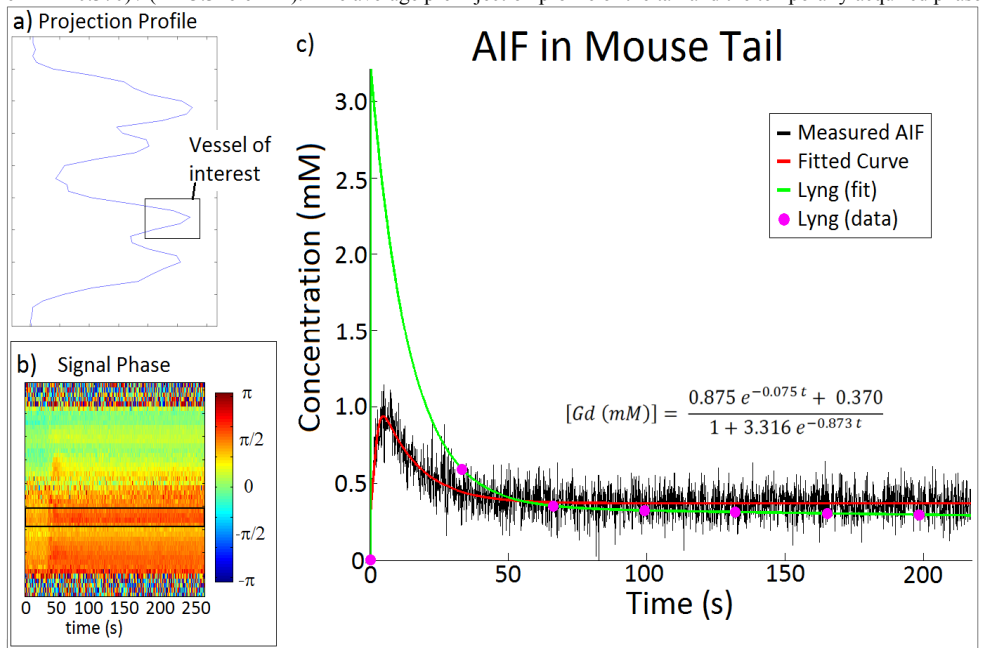 a) Projection Profile
Vessel of
interest
b) Signal Phase
π
π/2
0
-π/2
-π
0 50 100 150 200 250
time (s)
c) AIF in Mouse Tail
Concentration (mM)
3.0
2.5
2.0
1.5
1.0
0.5
0
0 50 100 150 200
Time (s)
Measured AIF
Fitted Curve
Lyng (fit)
Lyng (data)
[Gd (mM)] = 0.875 e^{-0.075 t} + 0.370 / 1 + 3.316 e^{-0.873 t}